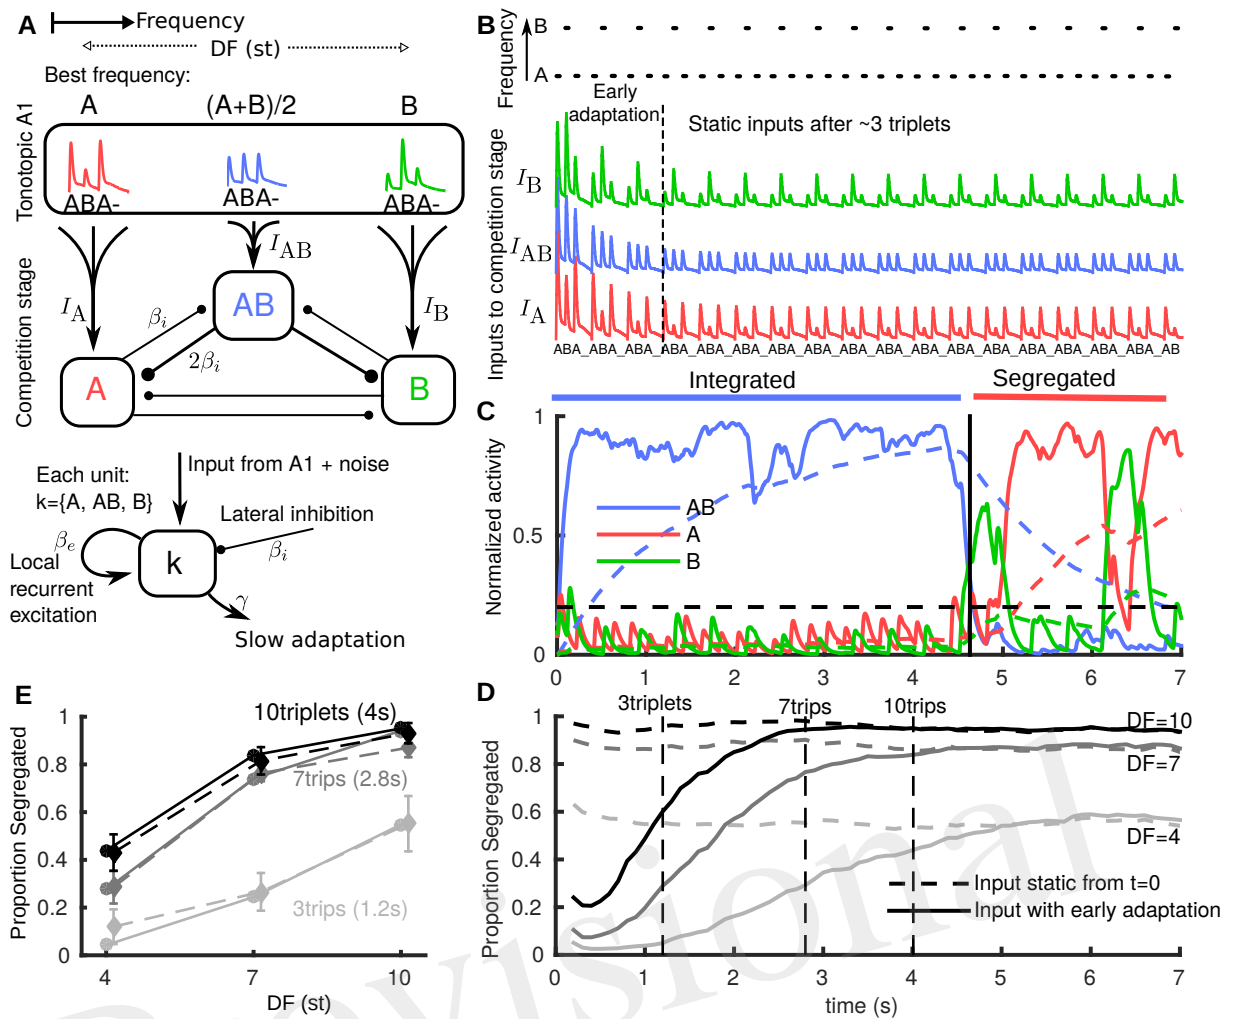 A
Frequency
DF (st)
Best frequency:
A
(A+B)/2
B
Tonotopic A1
ABA-
ABA-
ABA-
I_A
I_AB
I_B
Competition stage
AB
β_i
2β_i
A
B
Input from A1 + noise
Each unit:
k={A, AB, B}
Lateral inhibition
β_e
β_i
k
Local
recurrent
excitation
γ
Slow adaptation
B
Frequency
B
A
Early
adaptation
Static inputs after ~3 triplets
Inputs to competition stage
I_B
I_AB
I_A
ABA_ABA_ABA_ABA_ABA_ABA_ABA_ABA_ABA_ABA_ABA_ABA_ABA_ABA_ABA_ABA_ABA_AB
Integrated
Segregated
C
Normalized activity
1
0.5
0
AB
A
B
0 1 2 3 4 5 6 7
E
Proportion Segregated
1
0.8
0.6
0.4
0.2
0
10triplets (4s)
7trips (2.8s)
3trips (1.2s)
4 7 10
DF (st)
D
3triplets
7trips
10trips
Proportion Segregated
1
0.8
0.6
0.4
0.2
0
DF=10
DF=7
DF=4
Input static from t=0
Input with early adaptation
0 1 2 3 4 5 6 7
time (s)
Provisional